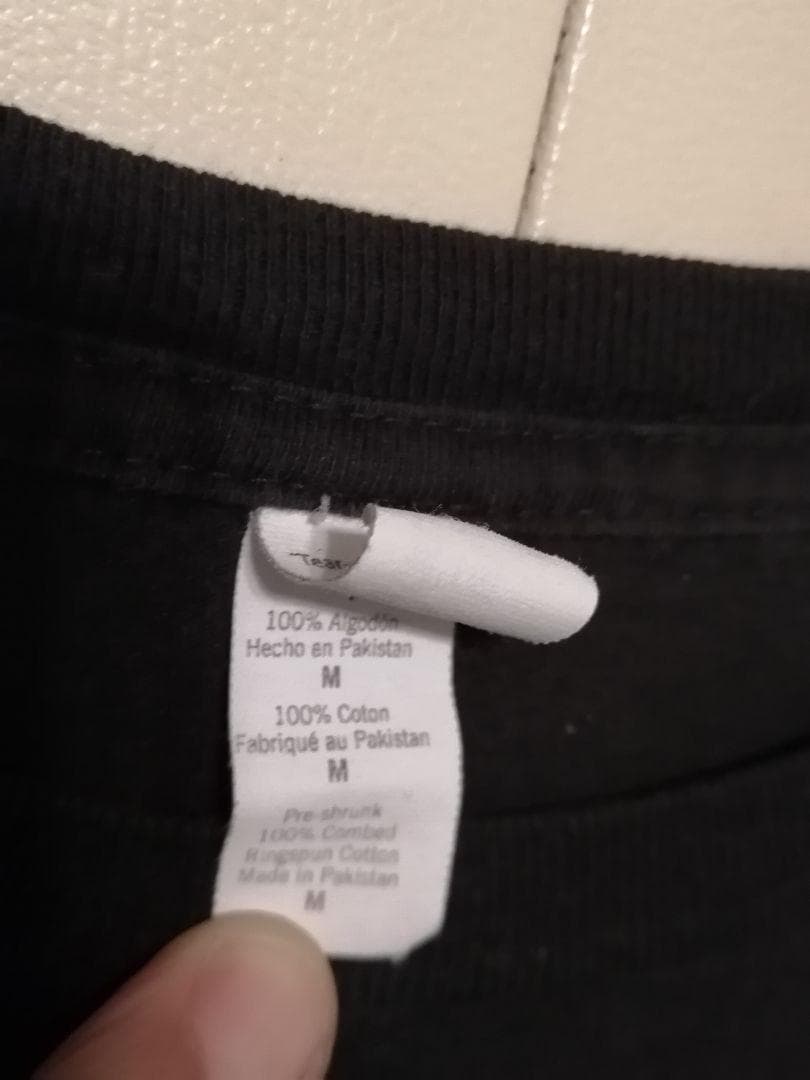 "Tear-
100% Algodón
Hecho en Pakistan
M
100% Coton
Fabriqué au Pakistan
M
Pre-shrunk
100% Combed
Ringspun Cotton
Made in Pakistan
M